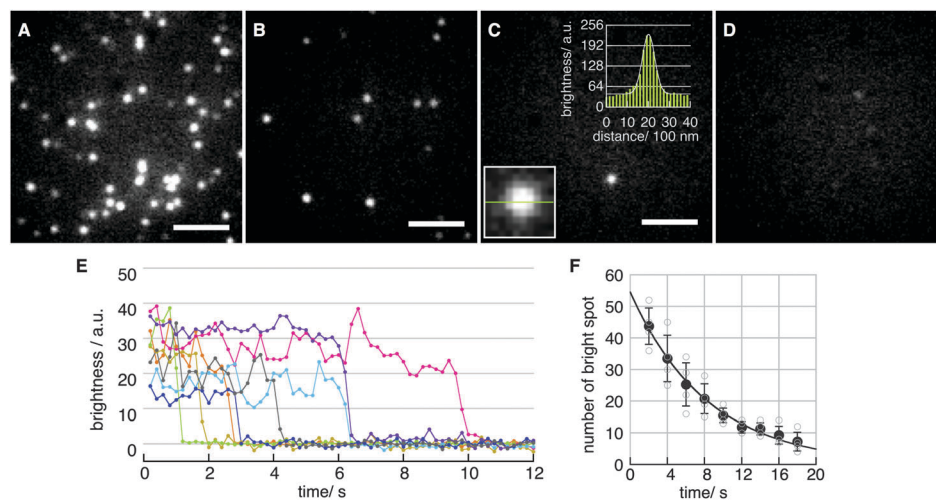 A
B
C
D
brightness/ a.u.
256
192
128
64
0
0 10 20 30 40
distance/ 100 nm
E
brightness / a.u.
50
40
30
20
10
0
0 2 4 6 8 10 12
time/ s
F
number of bright spot
60
50
40
30
20
10
0
0 4 8 12 16 20
time/ s